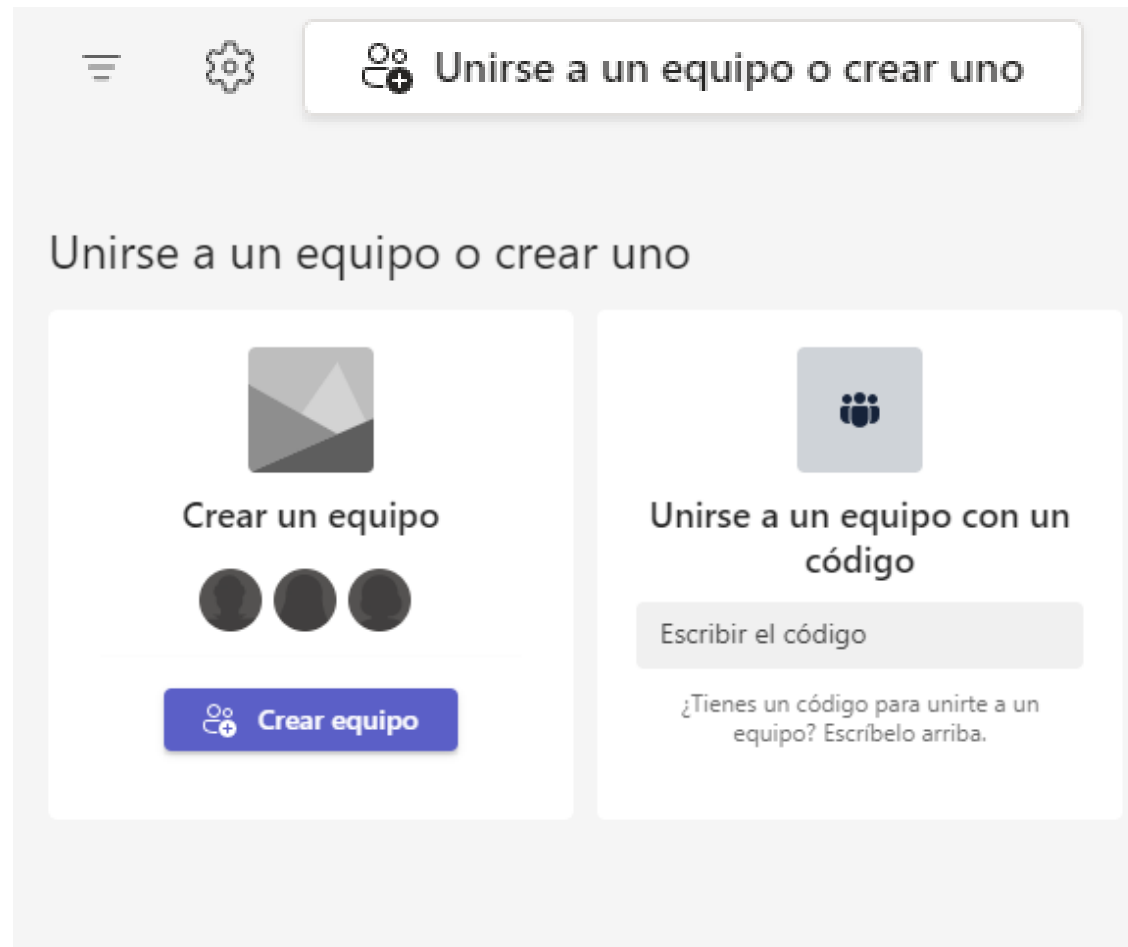 Unirse a un equipo o crear uno
Unirse a un equipo o crear uno
Crear un equipo
Crear equipo
Unirse a un equipo con un
código
Escribir el código
¿Tienes un código para unirte a un
equipo? Escríbelo arriba.